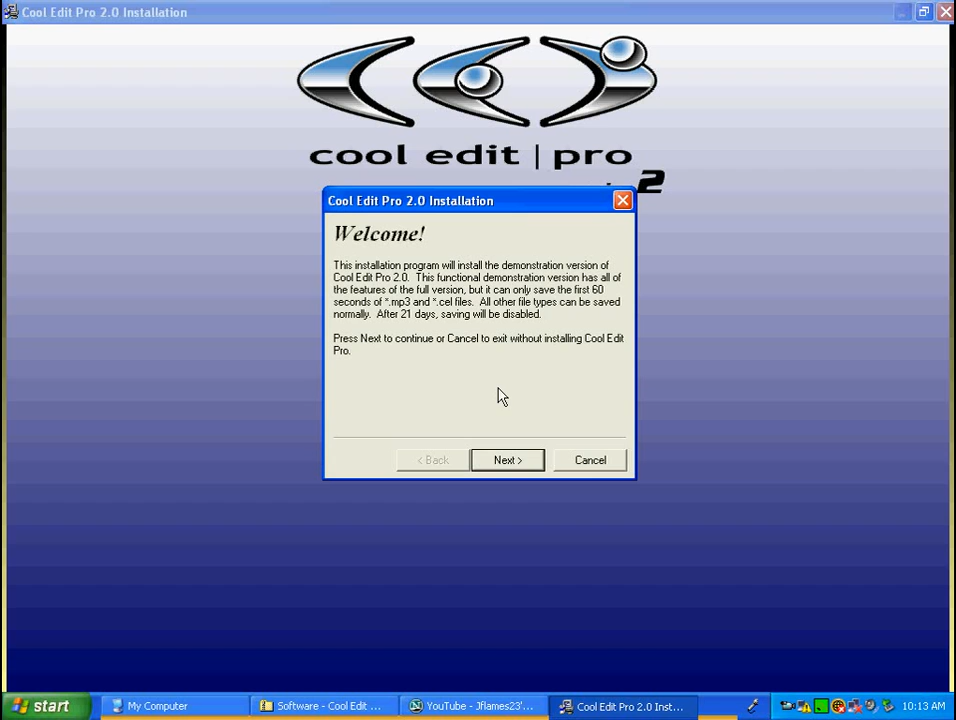 Cool Edit Pro 2.0 Installation
cool edit | pro
2
Cool Edit Pro 2.0 Installation
Welcome!
This installation program will install the demonstration version of
Cool Edit Pro 2.0.  This functional demonstration version has all of
the features of the full version, but it can only save the first 60
seconds of *.mp3 and *.cel files.  All other file types can be saved
normally.  After 21 days, saving will be disabled.
Press Next to continue or Cancel to exit without installing Cool Edit
Pro.
< Back
Next >
Cancel
start
My Computer
Software - Cool Edit ...
YouTube - Jflames23'...
Cool Edit Pro 2.0 Inst...
10:13 AM